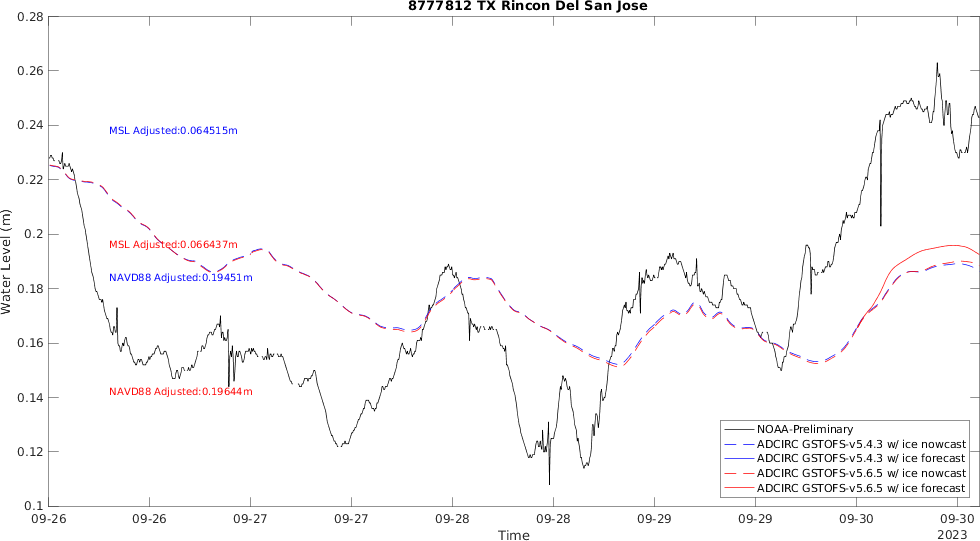 8777812 TX Rincon Del San Jose
0.28
0.26
0.24
0.22
0.2
0.18
0.16
0.14
0.12
0.1
Water Level (m)
MSL Adjusted:0.064515m
MSL Adjusted:0.066437m
NAVD88 Adjusted:0.19451m
NAVD88 Adjusted:0.19644m
NOAA-Preliminary
ADCIRC GSTOFS-v5.4.3 w/ ice nowcast
ADCIRC GSTOFS-v5.4.3 w/ ice forecast
ADCIRC GSTOFS-v5.6.5 w/ ice nowcast
ADCIRC GSTOFS-v5.6.5 w/ ice forecast
09-26 09-26 09-27 09-27 09-28 09-28 09-29 09-29 09-30 09-30
2023
Time